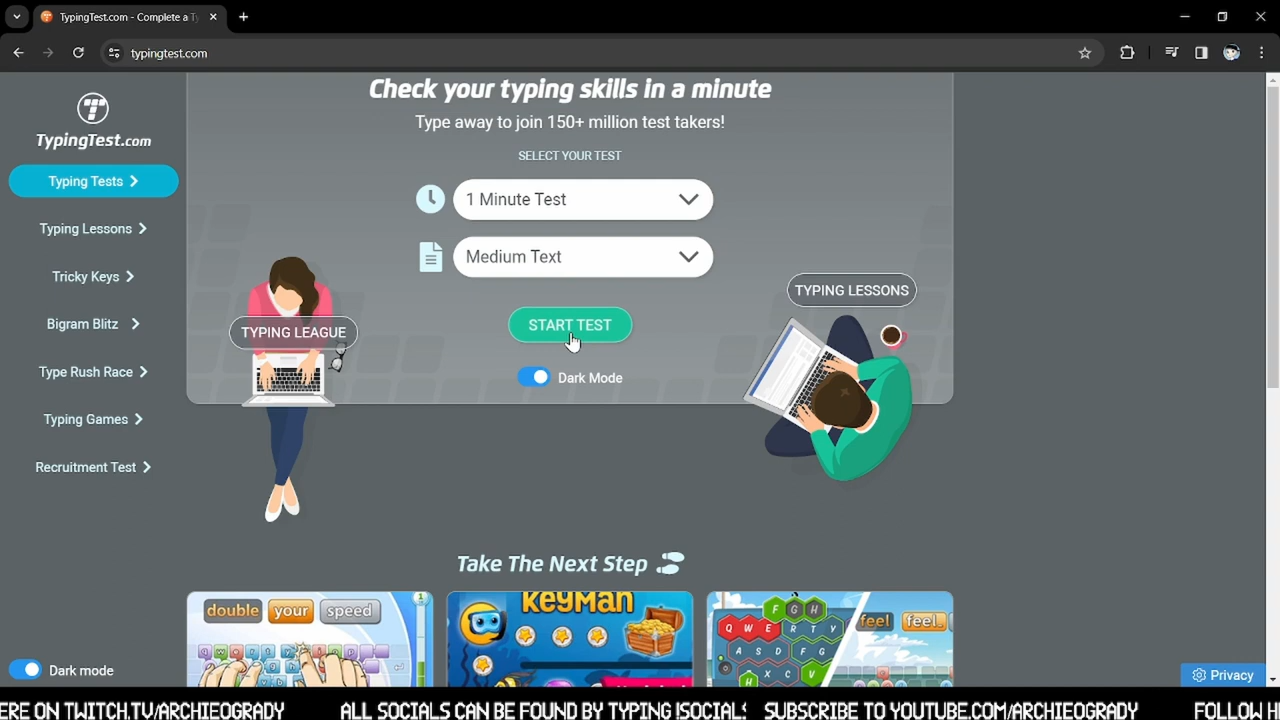 TypingTest.com - Complete a Ty
typingtest.com
TypingTest.com
Typing Tests
Typing Lessons
Tricky Keys
Bigram Blitz
Type Rush Race
Typing Games
Recruitment Test
Dark mode
Check your typing skills in a minute
Type away to join 150+ million test takers!
SELECT YOUR TEST
1 Minute Test
Medium Text
START TEST
Dark Mode
TYPING LEAGUE
TYPING LESSONS
Take The Next Step
double your speed
KeyMan
F G H
Q W E R T Y
A S D F G
H X C V
feel feel_
Privacy
ERE ON TWITCH.TV/ARCHIEOGRADY ALL SOCIALS CAN BE FOUND BY TYPING !SOCIALS SUBSCRIBE TO YOUTUBE.COM/ARCHIEOGRADY FOLLOW H